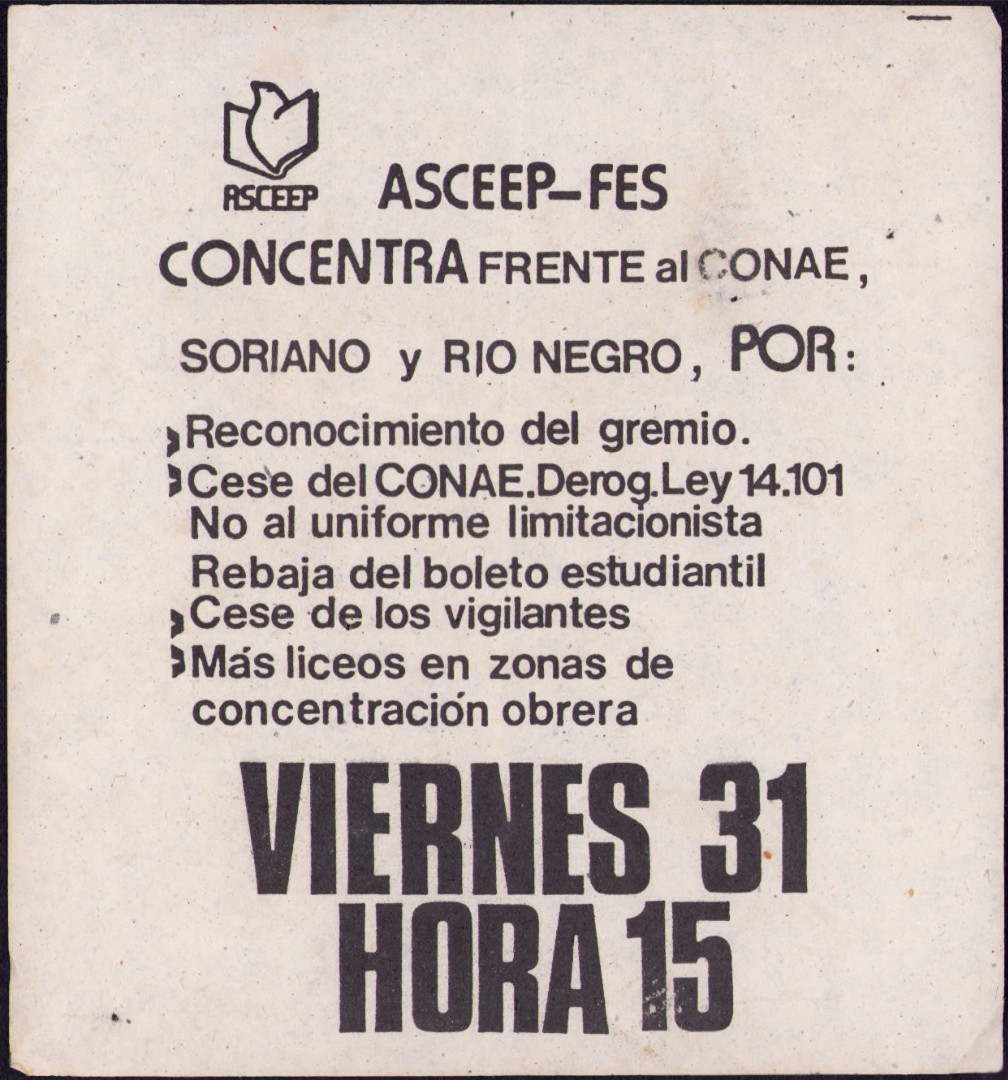 ASCEEP
ASCEEP-FES
CONCENTRA FRENTE al CONAE,
SORIANO y RIO NEGRO, POR:
Reconocimiento del gremio.
Cese del CONAE.Derog.Ley 14.101
No al uniforme limitacionista
Rebaja del boleto estudiantil
Cese de los vigilantes
Más liceos en zonas de
concentración obrera
VIERNES 31
HORA 15